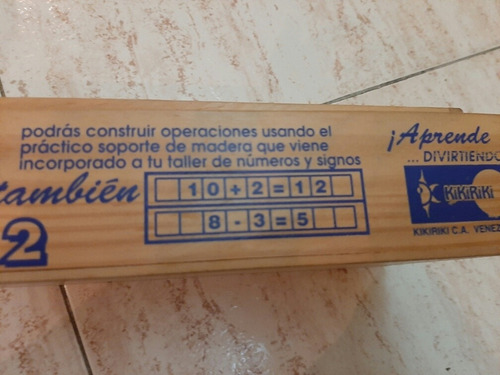 podrás construir operaciones usando el
práctico soporte de madera que viene
incorporado a tu taller de números y signos
también
10+2=12
8-3=5
2
¡Aprende
... DIVIRTIENDO
KiKiRiKi
KIKIRIKI C.A. VENEZ